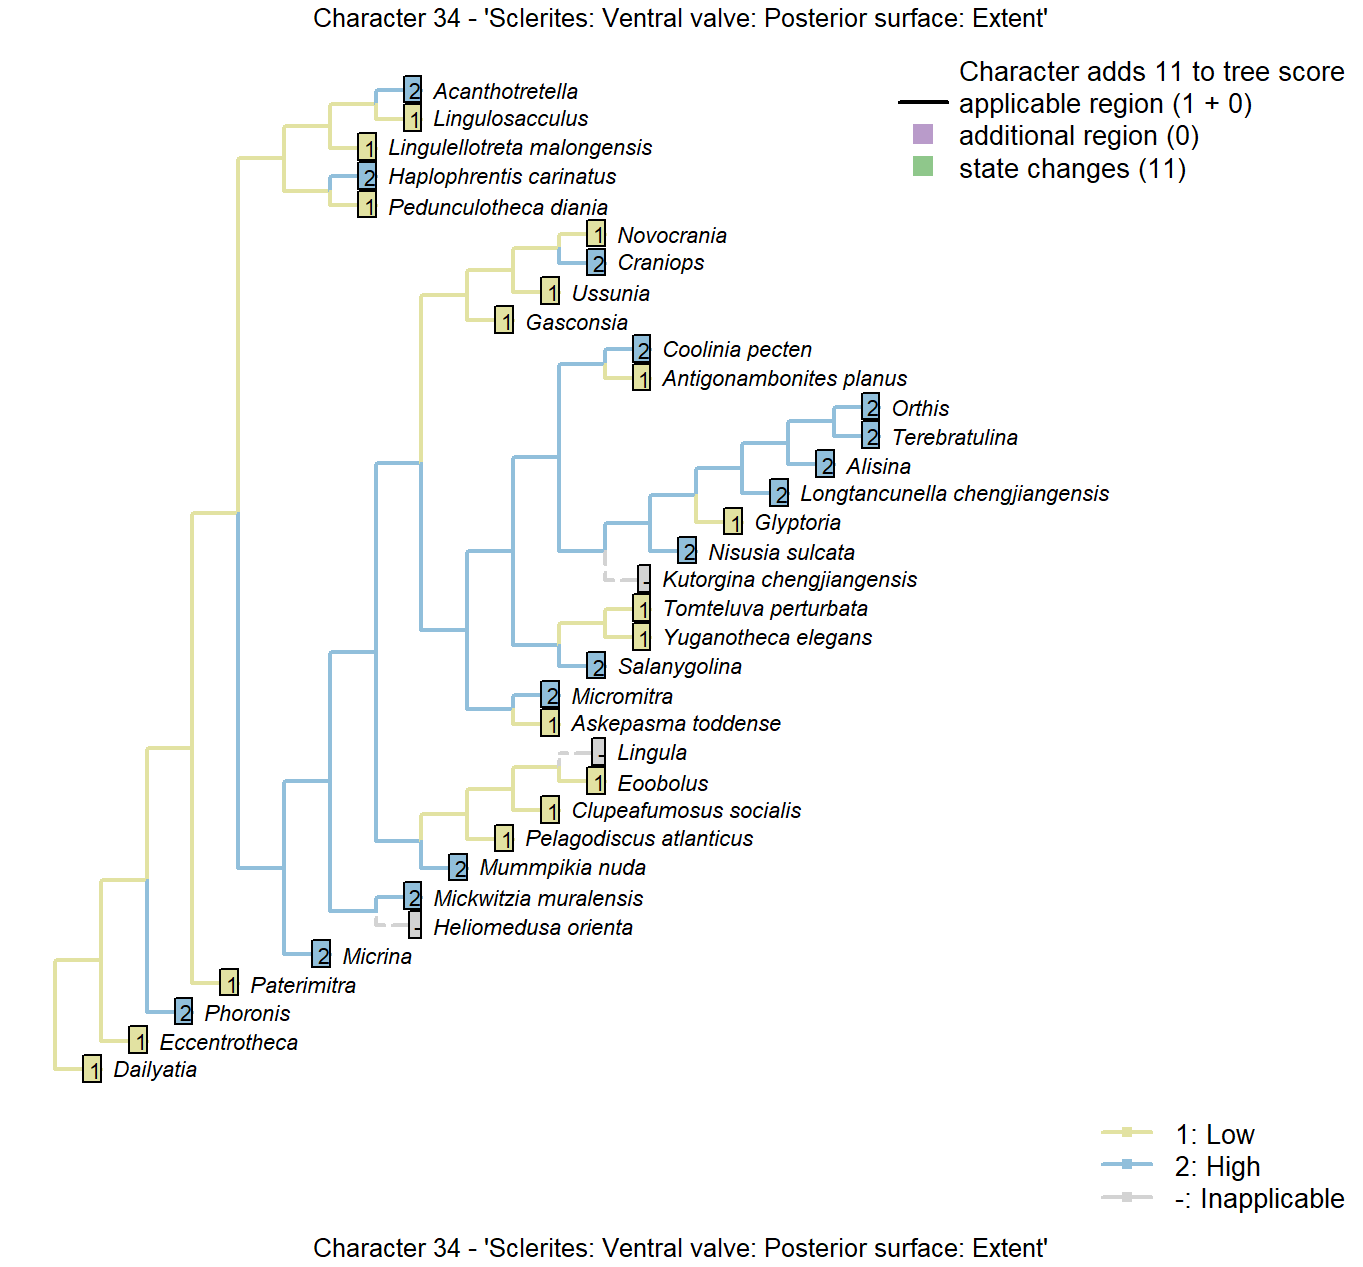 Character 34 - 'Sclerites: Ventral valve: Posterior surface: Extent'
Character adds 11 to tree score
applicable region (1 + 0)
additional region (0)
state changes (11)
2 Acanthotretella
1 Lingulosacculus
1 Lingulellotreta malongensis
2 Haplophrentis carinatus
1 Pedunculotheca diania
1 Novocrania
2 Craniops
1 Ussunia
1 Gasconsia
2 Coolinia pecten
1 Antigonambonites planus
2 Orthis
2 Terebratulina
2 Alisina
2 Longtancunella chengjiangensis
1 Glyptoria
2 Nisusia sulcata
- Kutorgina chengjiangensis
1 Tomteluva perturbata
1 Yuganotheca elegans
2 Salanygolina
2 Micromitra
1 Askepasma toddense
- Lingula
1 Eoobolus
1 Clupeafumosus socialis
1 Pelagodiscus atlanticus
2 Mummpikia nuda
2 Mickwitzia muralensis
- Heliomedusa orienta
2 Micrina
1 Paterimitra
2 Phoronis
1 Eccentrotheca
1 Dailyatia
1: Low
2: High
-: Inapplicable
Character 34 - 'Sclerites: Ventral valve: Posterior surface: Extent'